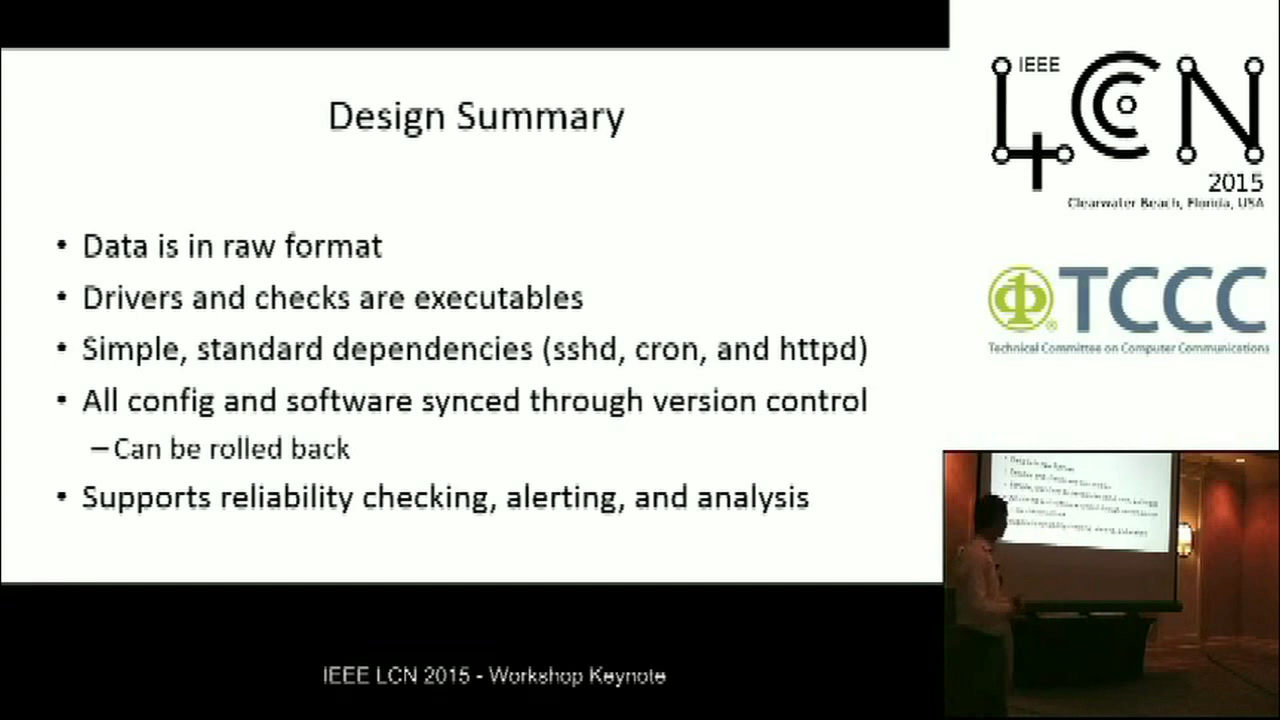 Design Summary
• Data is in raw format
• Drivers and checks are executables
• Simple, standard dependencies (sshd, cron, and httpd)
• All config and software synced through version control
– Can be rolled back
• Supports reliability checking, alerting, and analysis
IEEE LCN 2015 - Workshop Keynote
IEEE
LCN
2015
Clearwater Beach, Florida, USA
TCCC
Technical Committee on Computer Communications